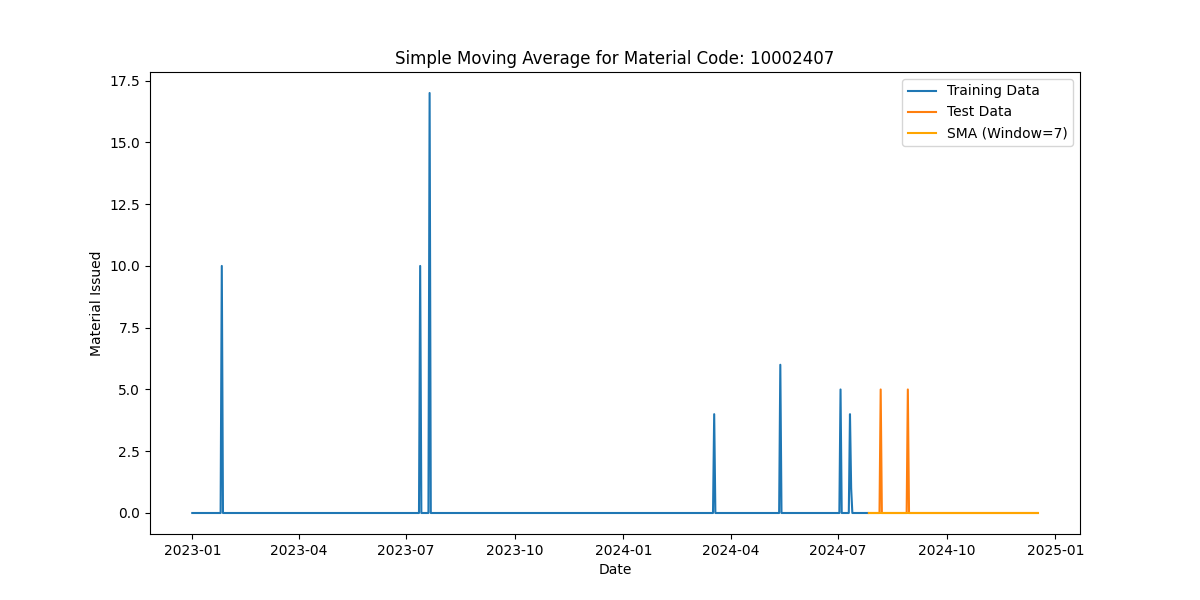 Simple Moving Average for Material Code: 10002407
17.5
15.0
12.5
10.0
7.5
5.0
2.5
0.0
Material Issued
Training Data
Test Data
SMA (Window=7)
2023-01 2023-04 2023-07 2023-10 2024-01 2024-04 2024-07 2024-10 2025-01
Date